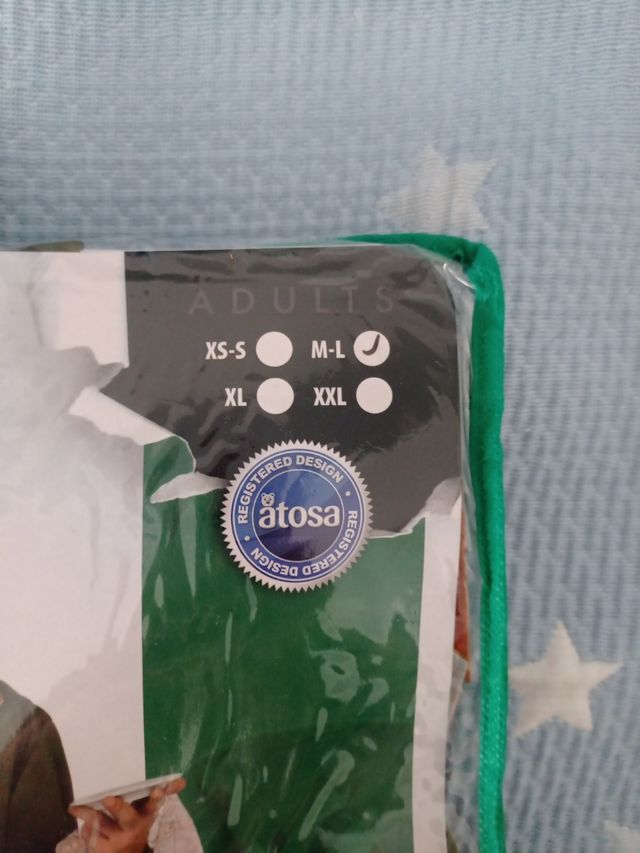 ADULTS
XS-S M-L
XL XXL
REGISTERED DESIGN
atosa
REGISTERED DESIGN